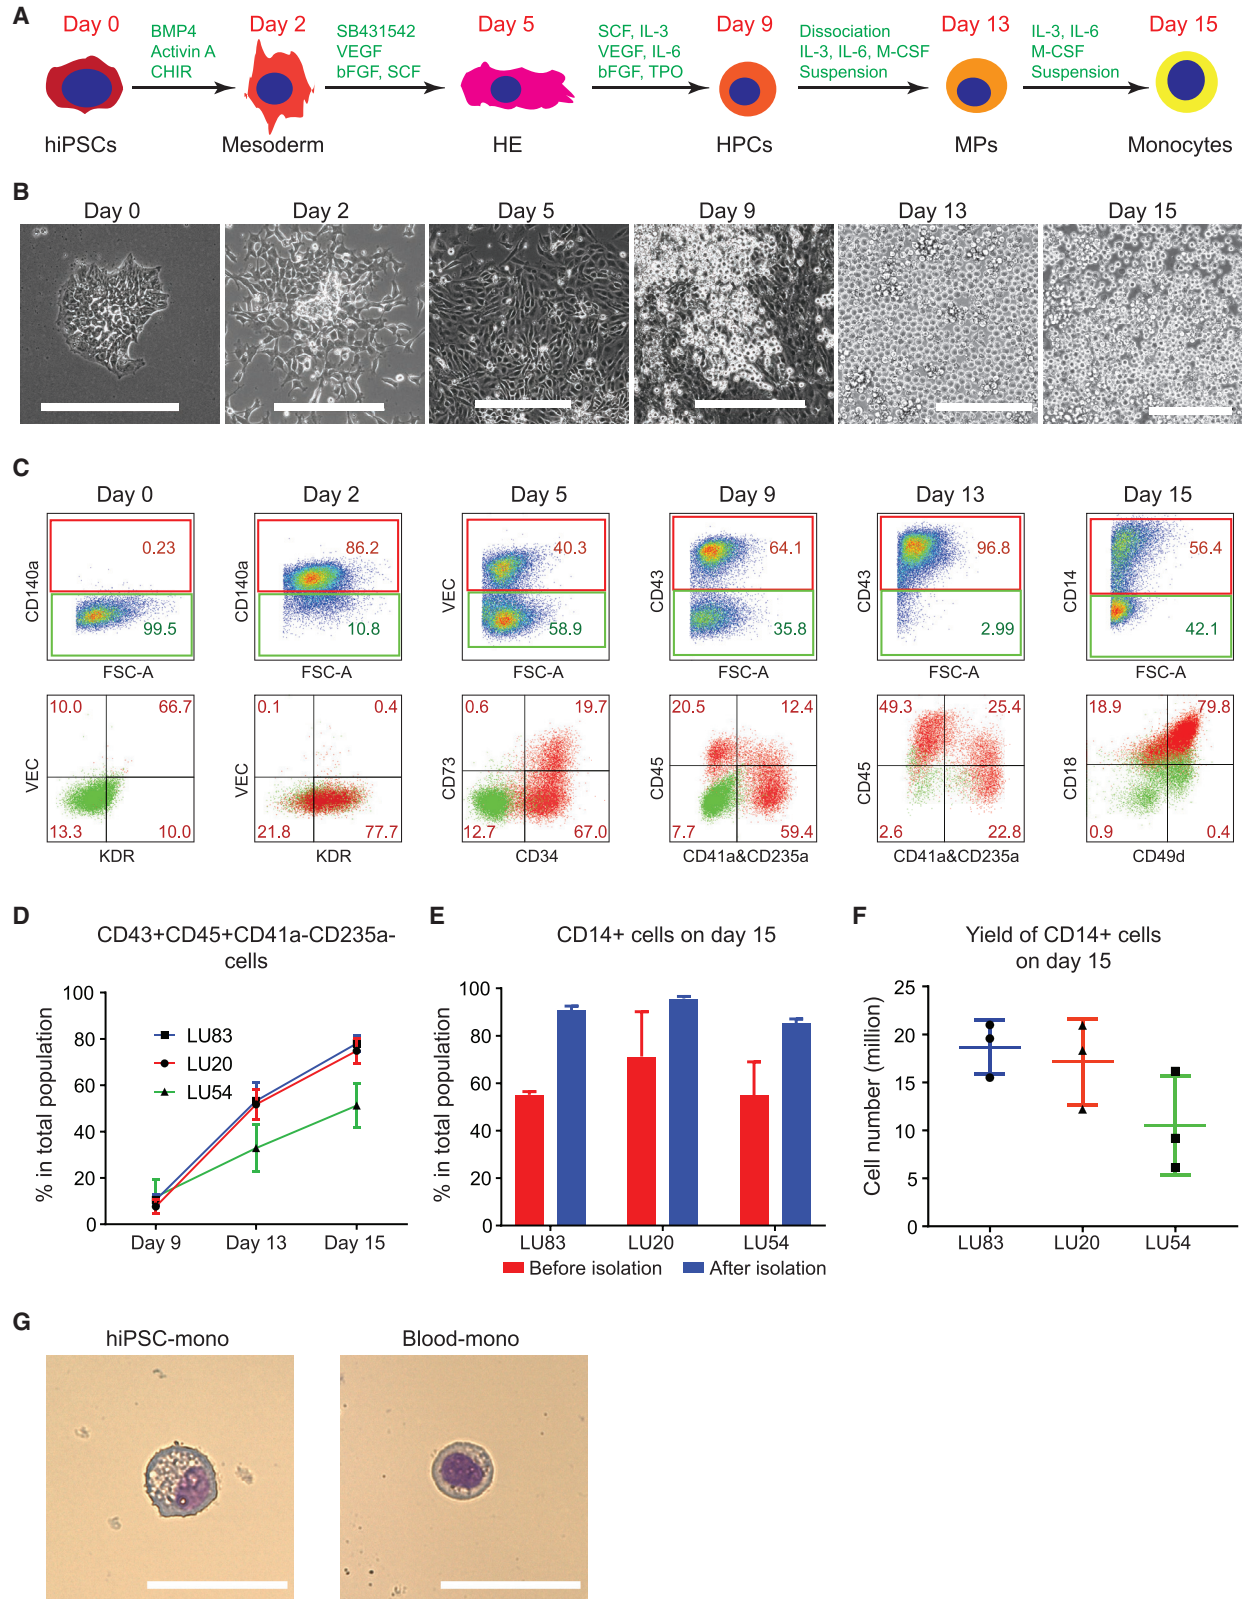 A
Day 0
Day 2
Day 5
Day 9
Day 13
Day 15
BMP4
Activin A
CHIR
SB431542
VEGF
bFGF, SCF
SCF, IL-3
VEGF, IL-6
bFGF, TPO
Dissociation
IL-3, IL-6, M-CSF
Suspension
IL-3, IL-6
M-CSF
Suspension
hiPSCs
Mesoderm
HE
HPCs
MPs
Monocytes
B
Day 0
Day 2
Day 5
Day 9
Day 13
Day 15
C
Day 0
Day 2
Day 5
Day 9
Day 13
Day 15
CD140a
0.23
99.5
FSC-A
CD140a
86.2
10.8
FSC-A
VEC
40.3
58.9
FSC-A
CD43
64.1
35.8
FSC-A
CD43
96.8
2.99
FSC-A
CD14
56.4
42.1
FSC-A
VEC
10.0
66.7
13.3
10.0
KDR
VEC
0.1
0.4
21.8
77.7
KDR
CD73
0.6
19.7
12.7
67.0
CD34
CD45
20.5
12.4
7.7
59.4
CD41a&CD235a
CD45
49.3
25.4
2.6
22.8
CD41a&CD235a
CD18
18.9
79.8
0.9
0.4
CD49d
D
CD43+CD45+CD41a-CD235a-
cells
% in total population
100
80
60
40
20
0
LU83
LU20
LU54
Day 9
Day 13
Day 15
E
CD14+ cells on day 15
% in total population
100
80
60
40
20
0
LU83
LU20
LU54
Before isolation
After isolation
F
Yield of CD14+ cells
on day 15
Cell number (million)
25
20
15
10
5
0
LU83
LU20
LU54
G
hiPSC-mono
Blood-mono